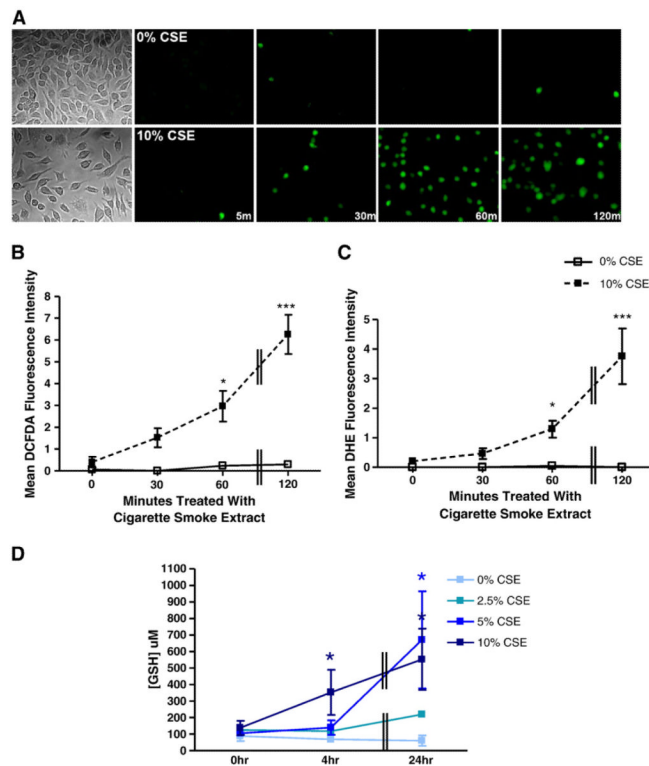 A
0% CSE
10% CSE
5m
30m
60m
120m
B
Mean DCFDA Fluorescence Intensity
8
7
6
5
4
3
2
1
0
*
***
0
30
60
120
Minutes Treated With
Cigarette Smoke Extract
C
0% CSE
10% CSE
Mean DHE Fluorescence Intensity
5
4
3
2
1
0
*
***
0
30
60
120
Minutes Treated With
Cigarette Smoke Extract
D
[GSH] uM
1100
1000
900
800
700
600
500
400
300
200
100
0
*
*
*
0hr
4hr
24hr
0% CSE
2.5% CSE
5% CSE
10% CSE